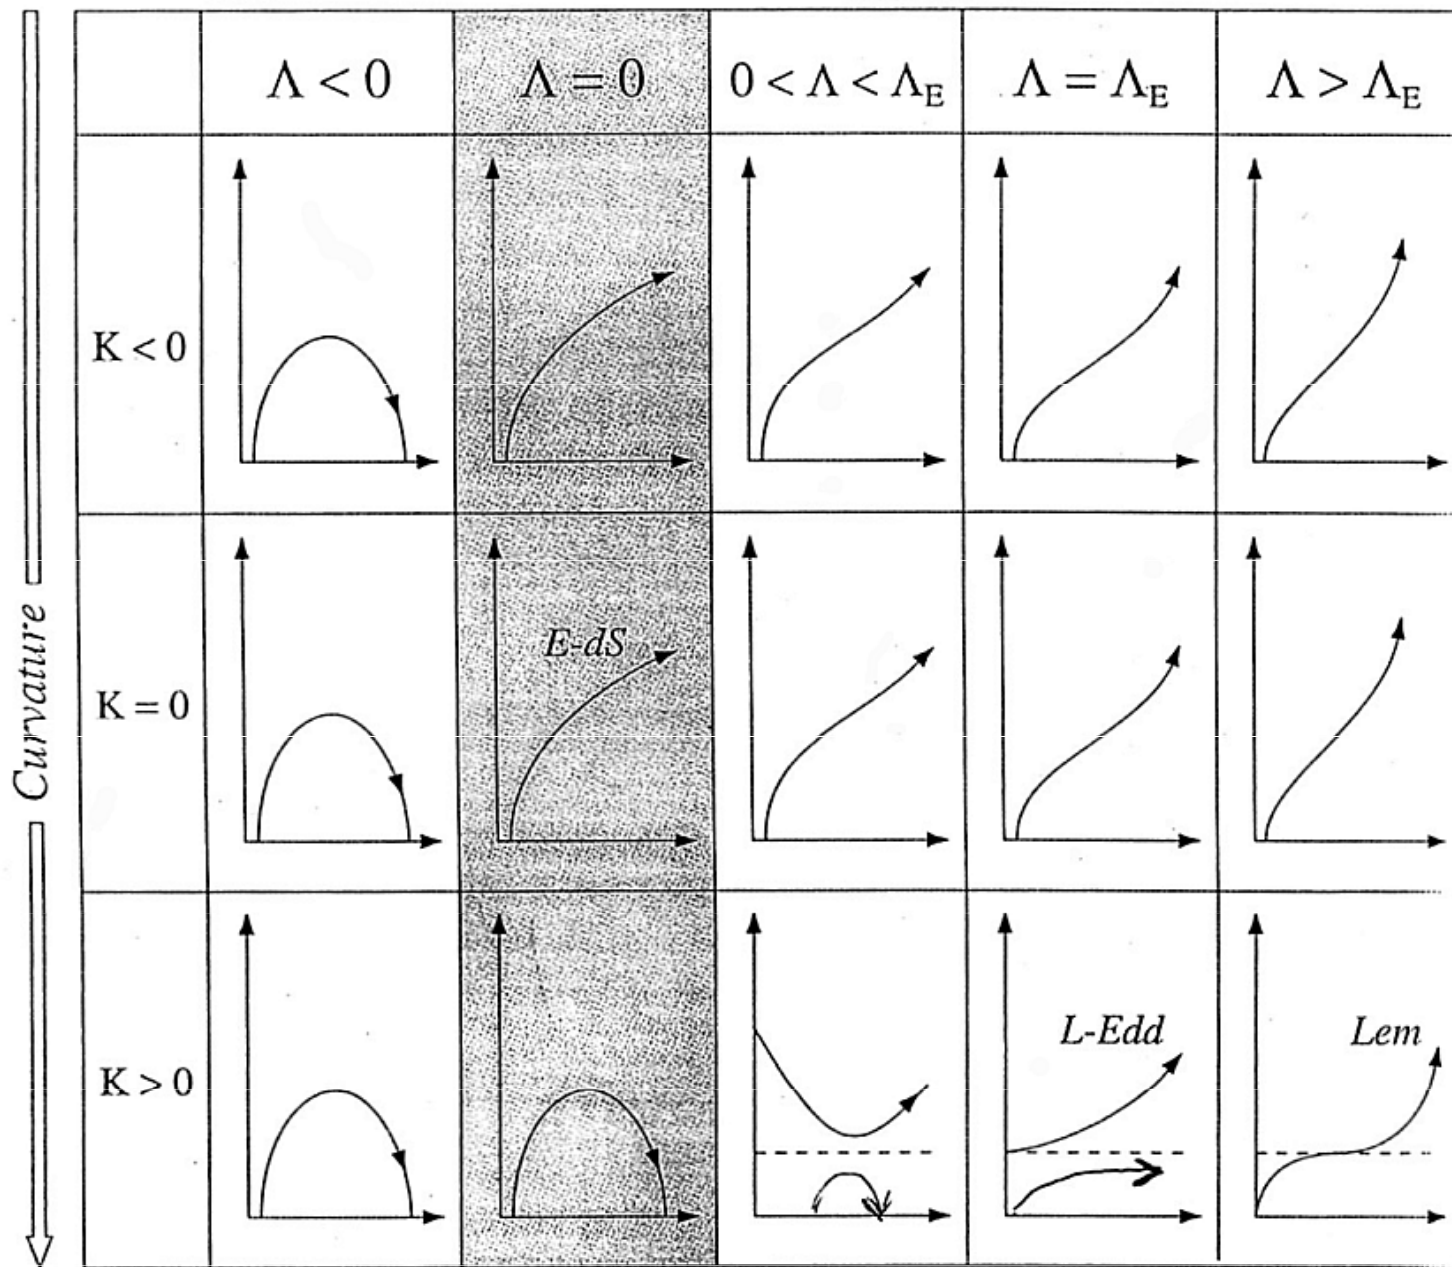 Λ < 0
Λ = 0
0 < Λ < Λ_E
Λ = Λ_E
Λ > Λ_E
K < 0
K = 0
E-dS
Curvature
K > 0
L-Edd
Lem